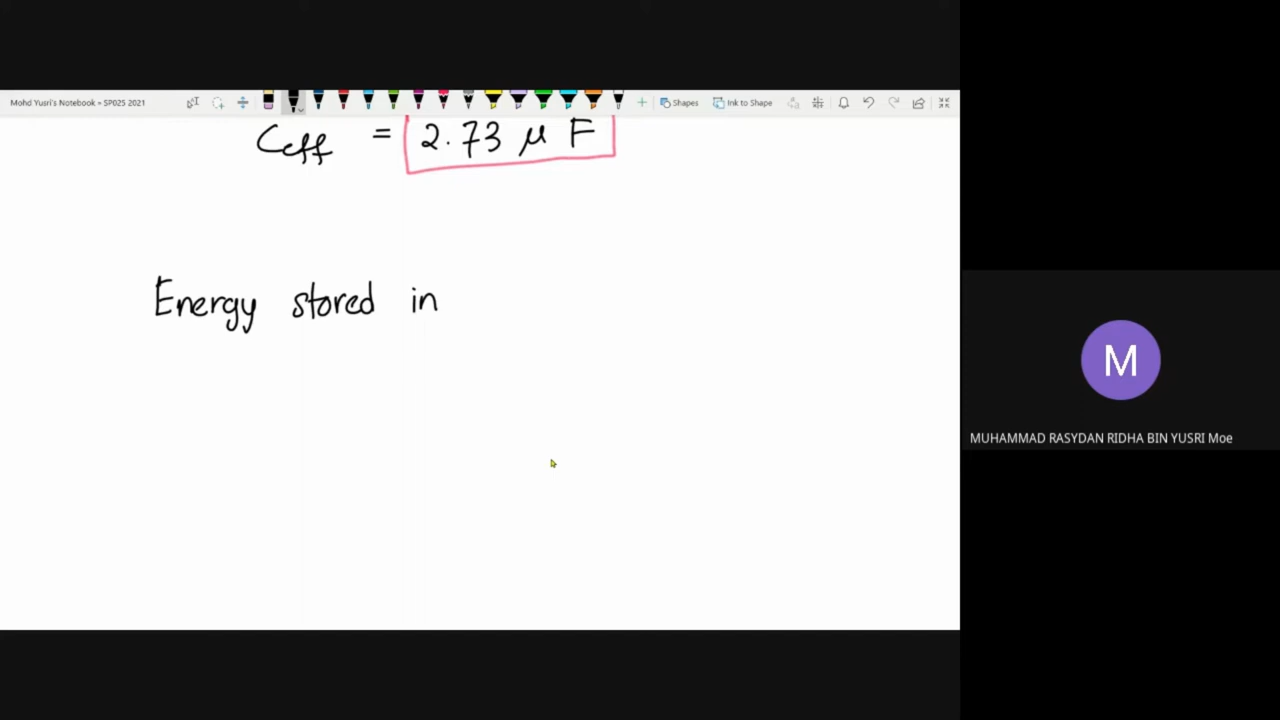 Mohd Yusri's Notebook » SP025 2021
Shapes
Ink to Shape
Ceff = 2.73 μ F
Energy stored in
M
MUHAMMAD RASYDAN RIDHA BIN YUSRI Moe